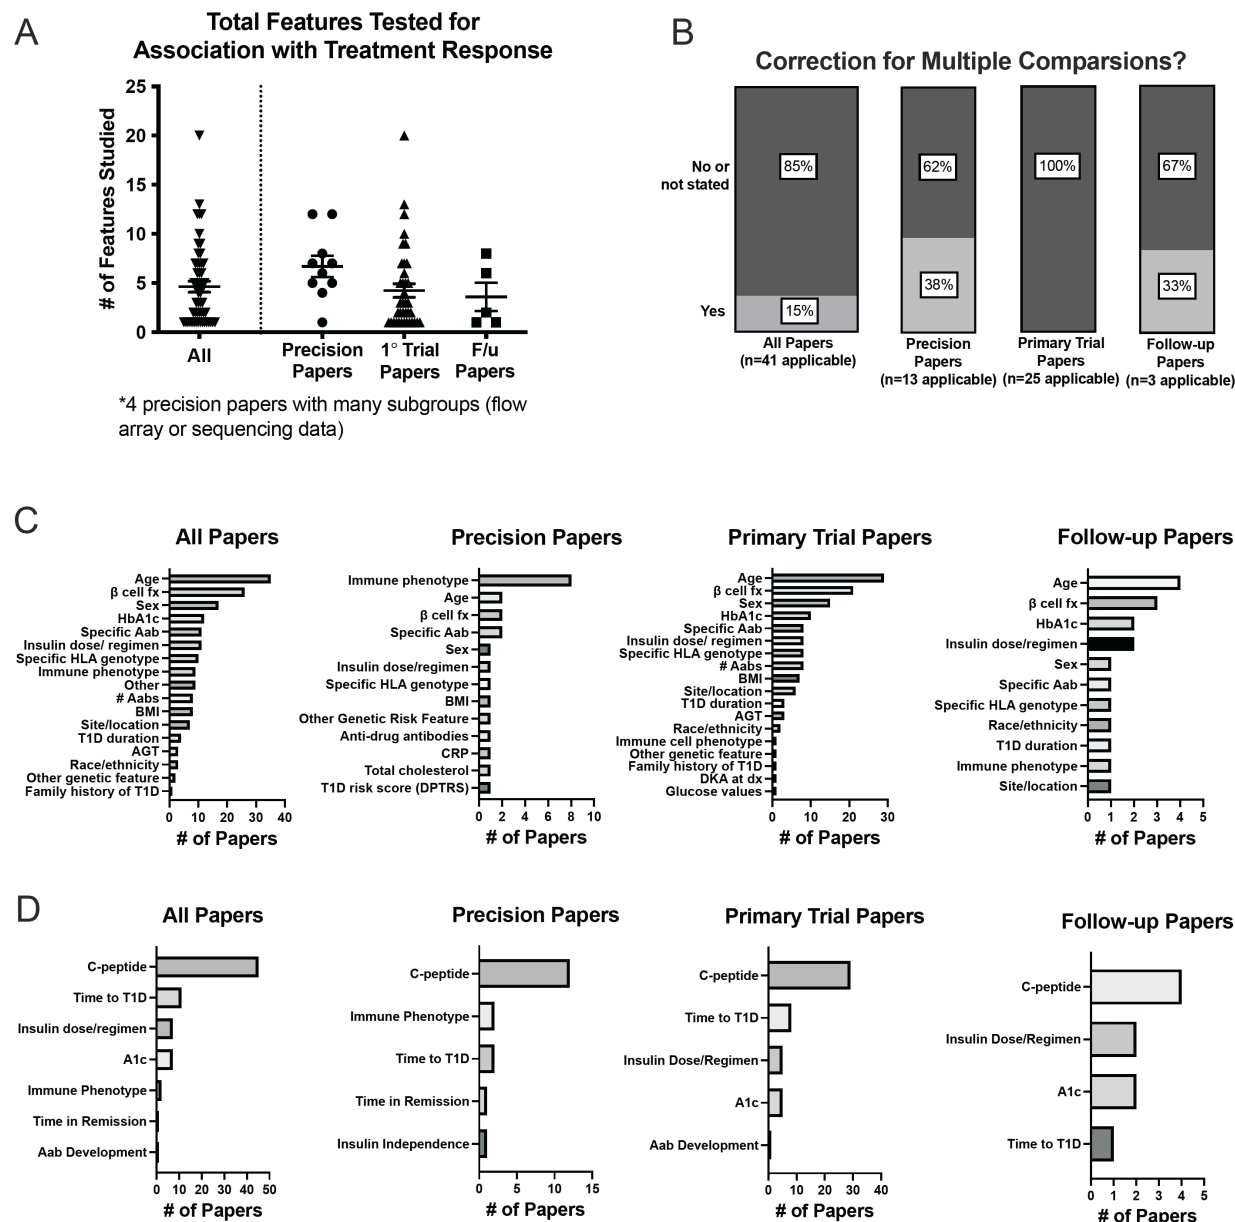 A
Total Features Tested for
Association with Treatment Response
# of Features Studied
25
20
15
10
5
0
All
Precision
Papers
1° Trial
Papers
F/u
Papers
*4 precision papers with many subgroups (flow
array or sequencing data)
B
Correction for Multiple Comparsions?
No or
not stated
Yes
85%
15%
62%
38%
100%
67%
33%
All Papers
(n=41 applicable)
Precision
Papers
(n=13 applicable)
Primary Trial
Papers
(n=25 applicable)
Follow-up
Papers
(n=3 applicable)
C
All Papers
Age
β cell fx
Sex
HbA1c
Specific Aab
Insulin dose/ regimen
Specific HLA genotype
Immune phenotype
Other
# Aabs
BMI
Site/location
T1D duration
AGT
Race/ethnicity
Other genetic feature
Family history of T1D
0 10 20 30 40
# of Papers
Precision Papers
Immune phenotype
Age
β cell fx
Specific Aab
Sex
Insulin dose/regimen
Specific HLA genotype
BMI
Other Genetic Risk Feature
Anti-drug antibodies
CRP
Total cholesterol
T1D risk score (DPTRS)
0 2 4 6 8 10
# of Papers
Primary Trial Papers
Age
β cell fx
Sex
HbA1c
Specific Aab
Insulin dose/ regimen
Specific HLA genotype
# Aabs
BMI
Site/location
T1D duration
AGT
Race/ethnicity
Immune cell phenotype
Other genetic feature
Family history of T1D
DKA at dx
Glucose values
0 10 20 30
# of Papers
Follow-up Papers
Age
β cell fx
HbA1c
Insulin dose/regimen
Sex
Specific Aab
Specific HLA genotype
Race/ethnicity
T1D duration
Immune phenotype
Site/location
0 1 2 3 4 5
# of Papers
D
All Papers
C-peptide
Time to T1D
Insulin dose/regimen
A1c
Immune Phenotype
Time in Remission
Aab Development
0 10 20 30 40 50
# of Papers
Precision Papers
C-peptide
Immune Phenotype
Time to T1D
Time in Remission
Insulin Independence
0 5 10 15
# of Papers
Primary Trial Papers
C-peptide
Time to T1D
Insulin Dose/Regimen
A1c
Aab Development
0 10 20 30 40
# of Papers
Follow-up Papers
C-peptide
Insulin Dose/Regimen
A1c
Time to T1D
0 1 2 3 4 5
# of Papers